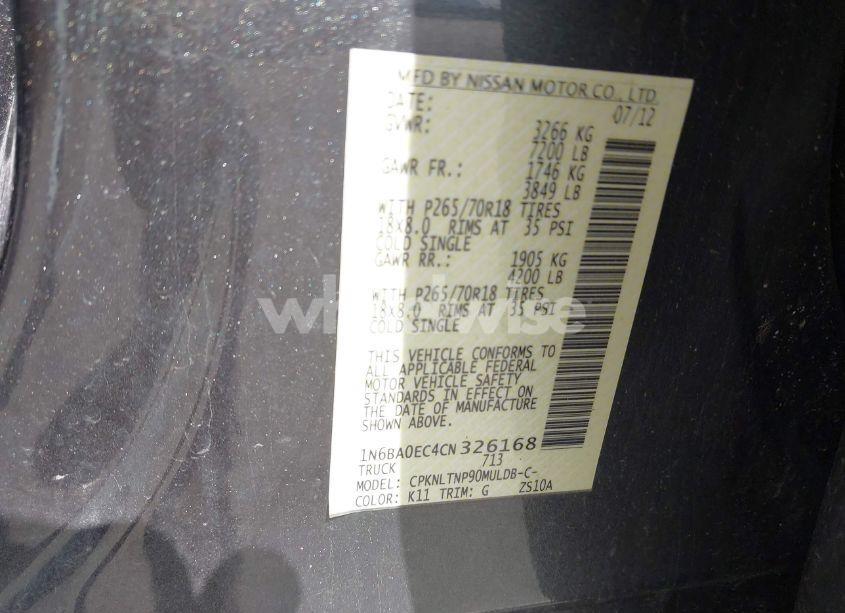 MFD BY NISSAN MOTOR CO., LTD.
DATE: 07/12
GVWR: 3266 KG
7200 LB
GAWR FR.: 1746 KG
3849 LB
WITH P265/70R18 TIRES
18x8.0 RIMS AT 35 PSI
COLD SINGLE
GAWR RR.: 1905 KG
4200 LB
WITH P265/70R18 TIRES
18x8.0 RIMS AT 35 PSI
COLD SINGLE
THIS VEHICLE CONFORMS TO
ALL APPLICABLE FEDERAL
MOTOR VEHICLE SAFETY
STANDARDS IN EFFECT ON
THE DATE OF MANUFACTURE
SHOWN ABOVE.
1N6BA0EC4CN326168
TRUCK 713
MODEL: CPKNLTNP90MULDB-C-
COLOR: K11 TRIM: G ZS10A